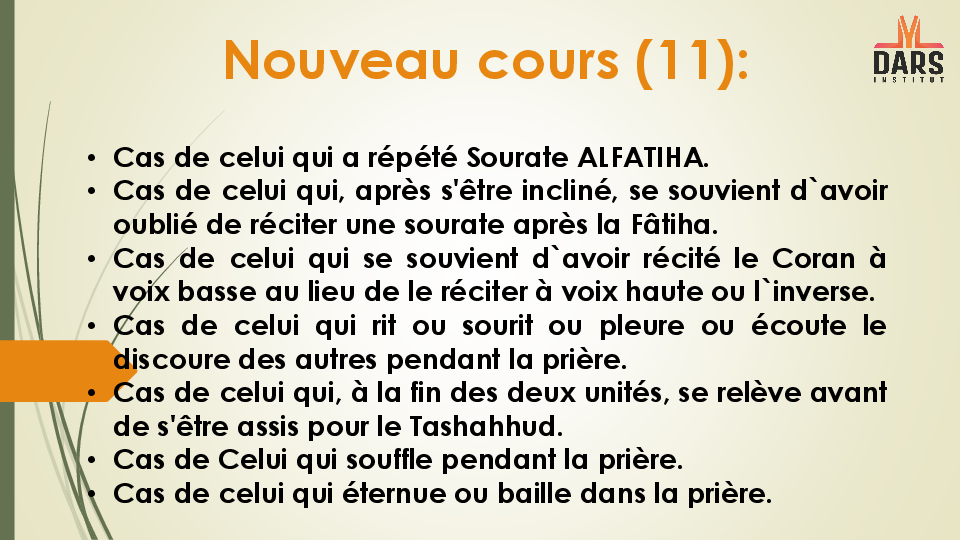 Nouveau cours (11):
DARS
INSTITUT
• Cas de celui qui a répété Sourate ALFATIHA.
• Cas de celui qui, après s'être incliné, se souvient d`avoir
oublié de réciter une sourate après la Fâtiha.
• Cas de celui qui se souvient d`avoir récité le Coran à
voix basse au lieu de le réciter à voix haute ou l`inverse.
• Cas de celui qui rit ou sourit ou pleure ou écoute le
discoure des autres pendant la prière.
• Cas de celui qui, à la fin des deux unités, se relève avant
de s'être assis pour le Tashahhud.
• Cas de Celui qui souffle pendant la prière.
• Cas de celui qui éternue ou baille dans la prière.